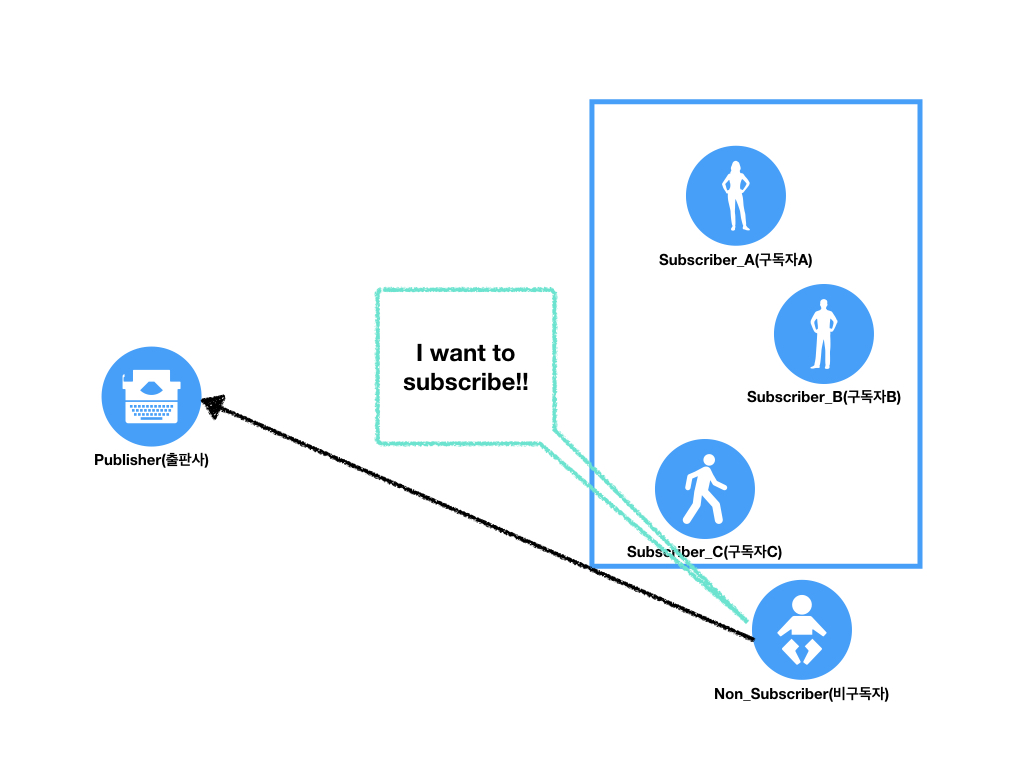 Subscriber_A(구독자A)
I want to
subscribe!!
Subscriber_B(구독자B)
Publisher(출판사)
Subscriber_C(구독자C)
Non_Subscriber(비구독자)